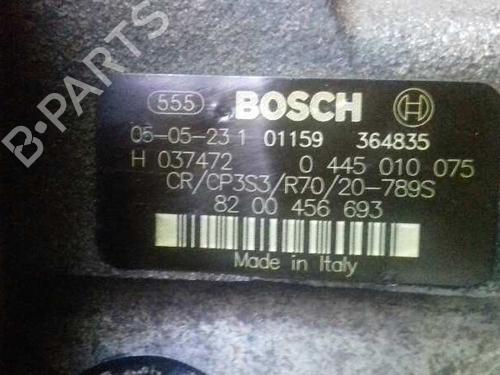 B-PARTS
555 BOSCH
05-05-23 1 01159 364835
H 037472 0 445 010 075
CR/CP3S3/R70/20-789S
82 00 456 693
Made in Italy